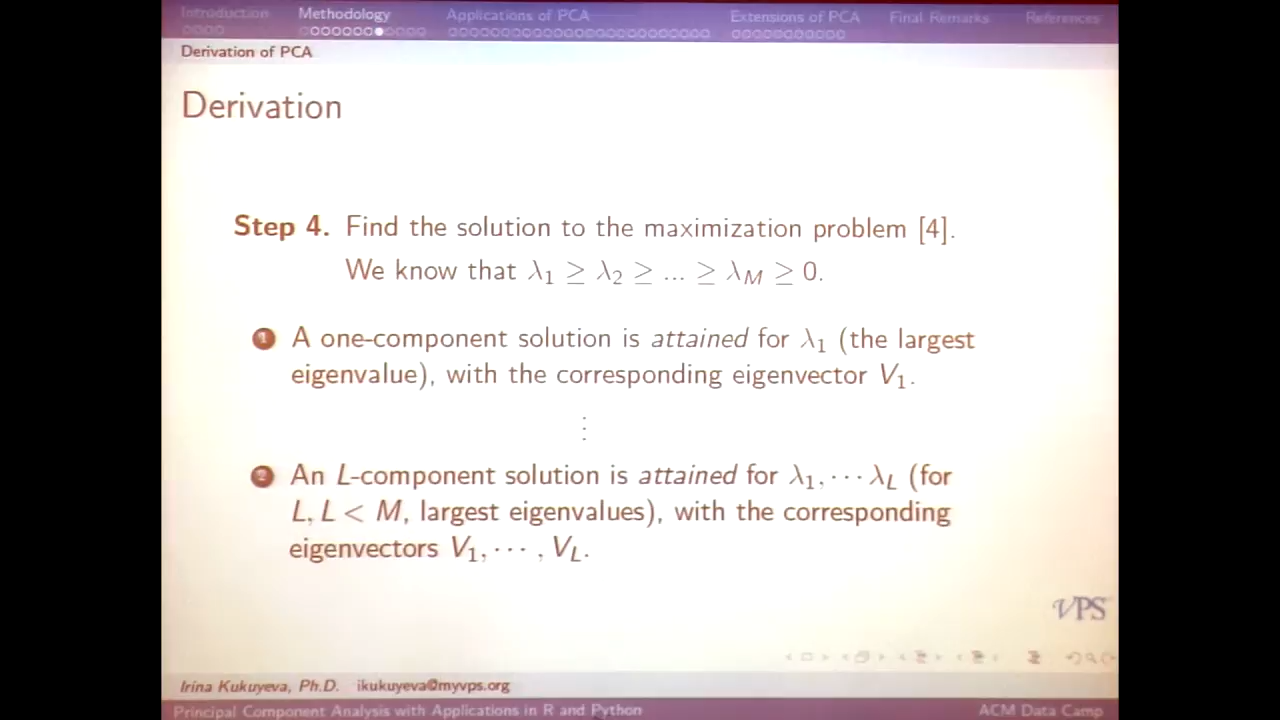 Introduction Methodology Applications of PCA Extensions of PCA Final Remarks References
Derivation of PCA
Derivation
Step 4. Find the solution to the maximization problem [4].
We know that λ1 ≥ λ2 ≥ ... ≥ λM ≥ 0.
1 A one-component solution is attained for λ1 (the largest
eigenvalue), with the corresponding eigenvector V1.
⋮
2 An L-component solution is attained for λ1, ⋯ λL (for
L, L < M, largest eigenvalues), with the corresponding
eigenvectors V1, ⋯ , VL.
VPS
Irina Kukuyeva, Ph.D. ikukuyeva@myvps.org
Principal Component Analysis with Applications in R and Python ACM Data Camp